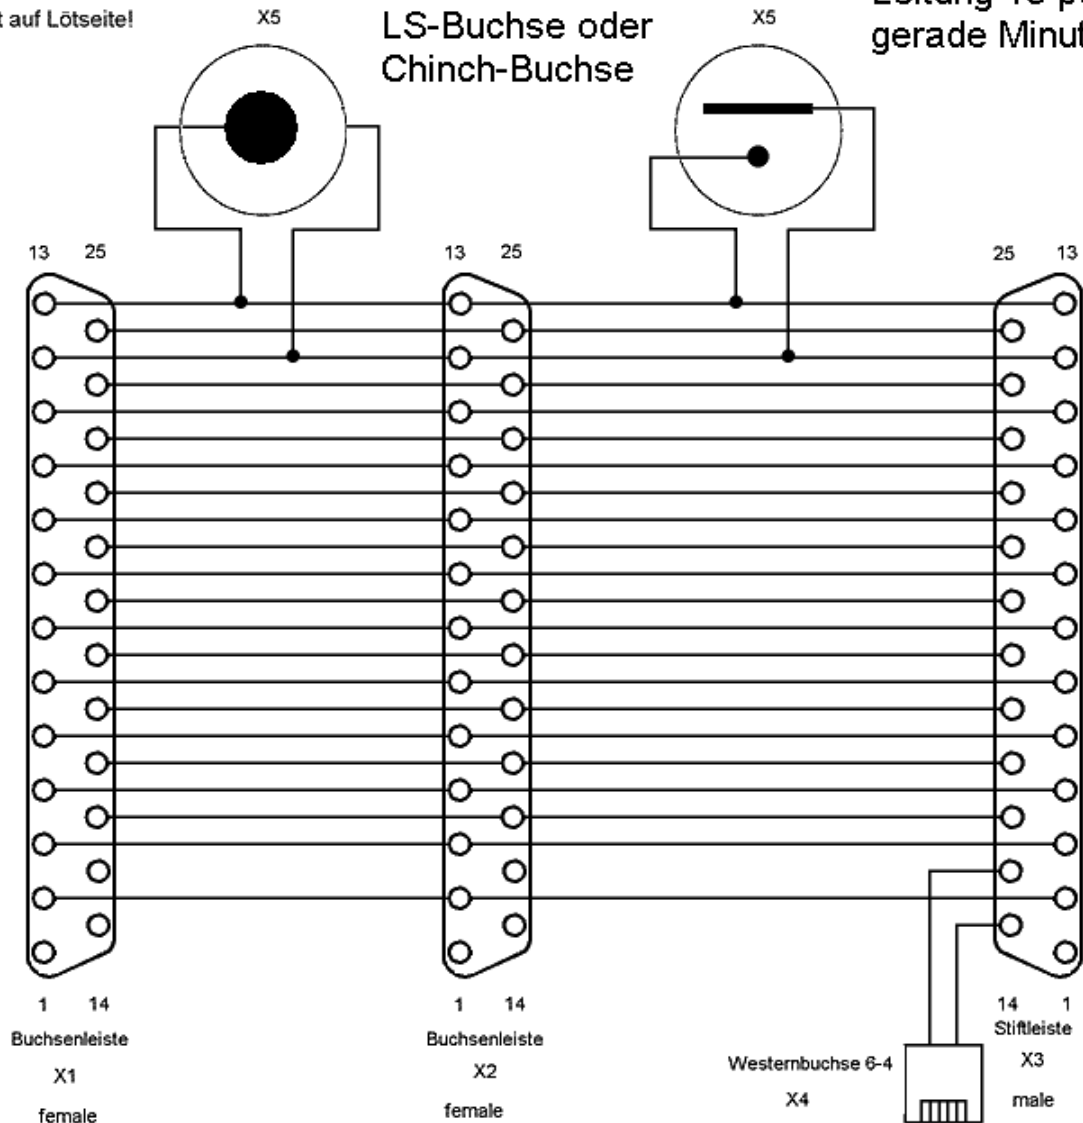 t auf Lötseite!
X5
LS-Buchse oder
Chinch-Buchse
X5
gerade Minut
13 25
13 25
25 13
1 14
Buchsenleiste
X1
female
1 14
Buchsenleiste
X2
female
Westernbuchse 6-4
X4
14 1
Stiftleiste
X3
male